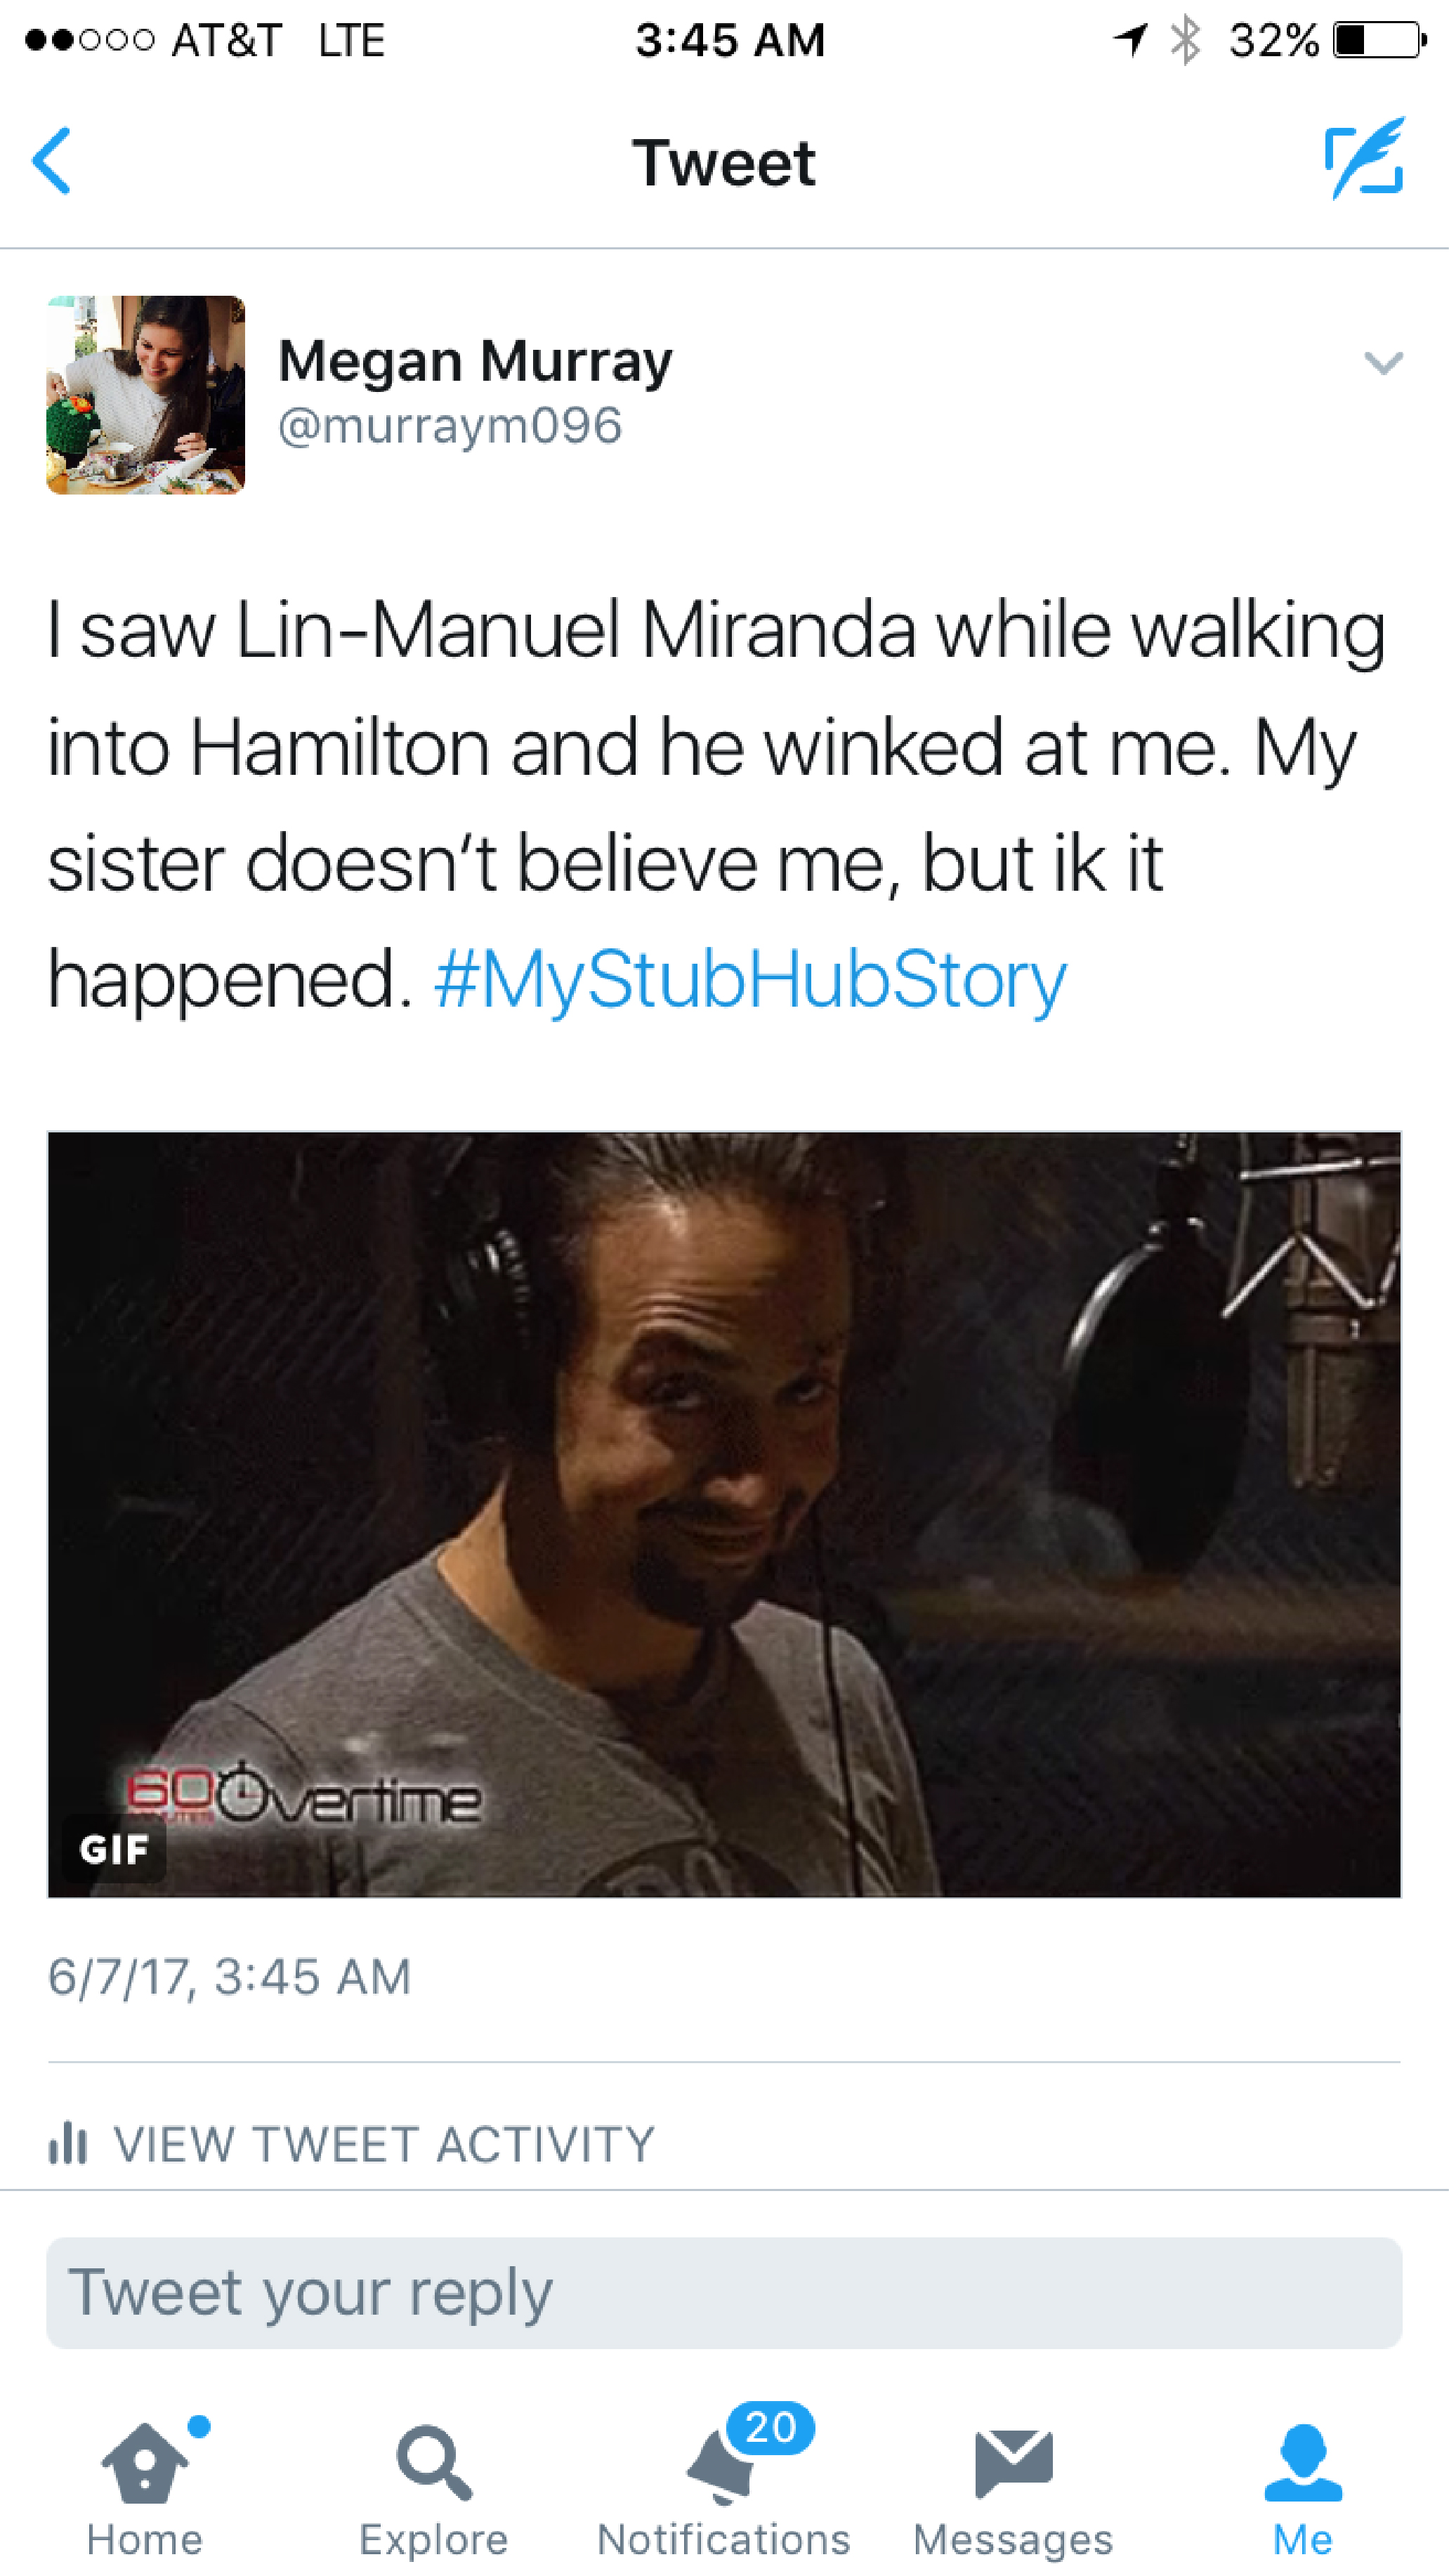 AT&T LTE 3:45 AM 32%
Tweet
Megan Murray
@murraym096
I saw Lin-Manuel Miranda while walking
into Hamilton and he winked at me. My
sister doesn’t believe me, but ik it
happened. #MyStubHubStory
60 Overtime
MINUTES
GIF
6/7/17, 3:45 AM
VIEW TWEET ACTIVITY
Tweet your reply
20
Home Explore Notifications Messages Me